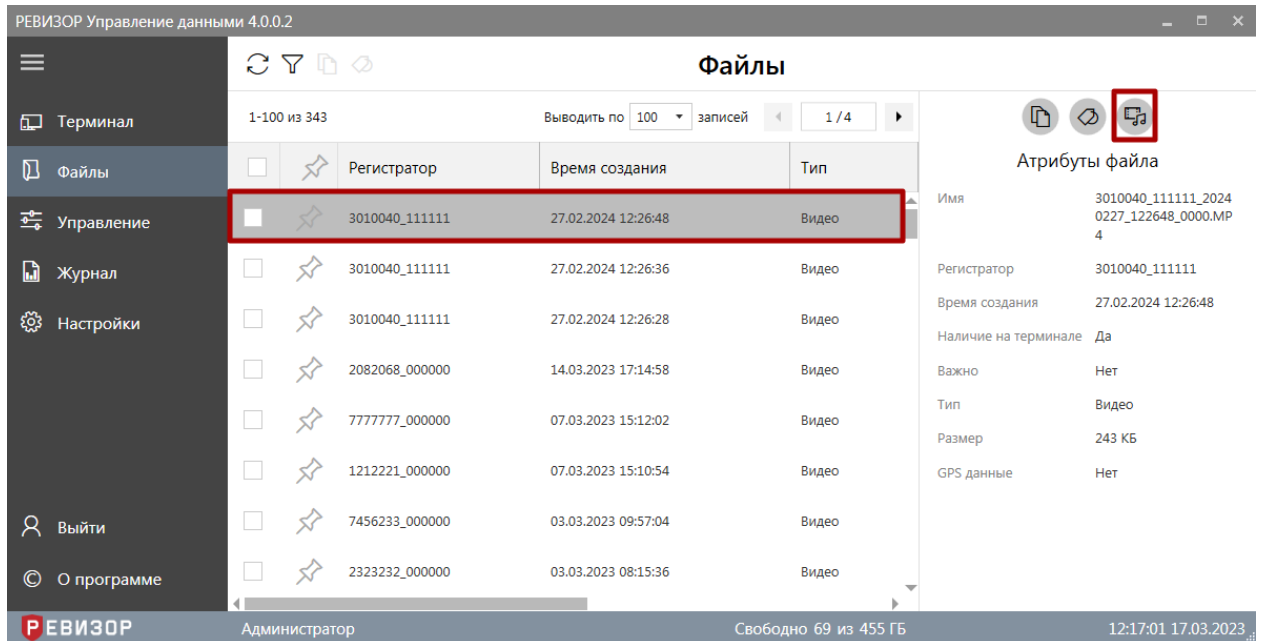 РЕВИЗОР Управление данными 4.0.0.2
Файлы
Терминал
Файлы
Управление
Журнал
Настройки
Выйти
О программе
1-100 из 343 Выводить по 100 записей 1 / 4
Регистратор Время создания Тип
3010040_111111 27.02.2024 12:26:48 Видео
3010040_111111 27.02.2024 12:26:36 Видео
3010040_111111 27.02.2024 12:26:28 Видео
2082068_000000 14.03.2023 17:14:58 Видео
7777777_000000 07.03.2023 15:12:02 Видео
1212221_000000 07.03.2023 15:10:54 Видео
7456233_000000 03.03.2023 09:57:04 Видео
2323232_000000 03.03.2023 08:15:36 Видео
Атрибуты файла
Имя 3010040_111111_2024
0227_122648_0000.MP
4
Регистратор 3010040_111111
Время создания 27.02.2024 12:26:48
Наличие на терминале Да
Важно Нет
Тип Видео
Размер 243 КБ
GPS данные Нет
РЕВИЗОР Администратор Свободно 69 из 455 ГБ 12:17:01 17.03.2023